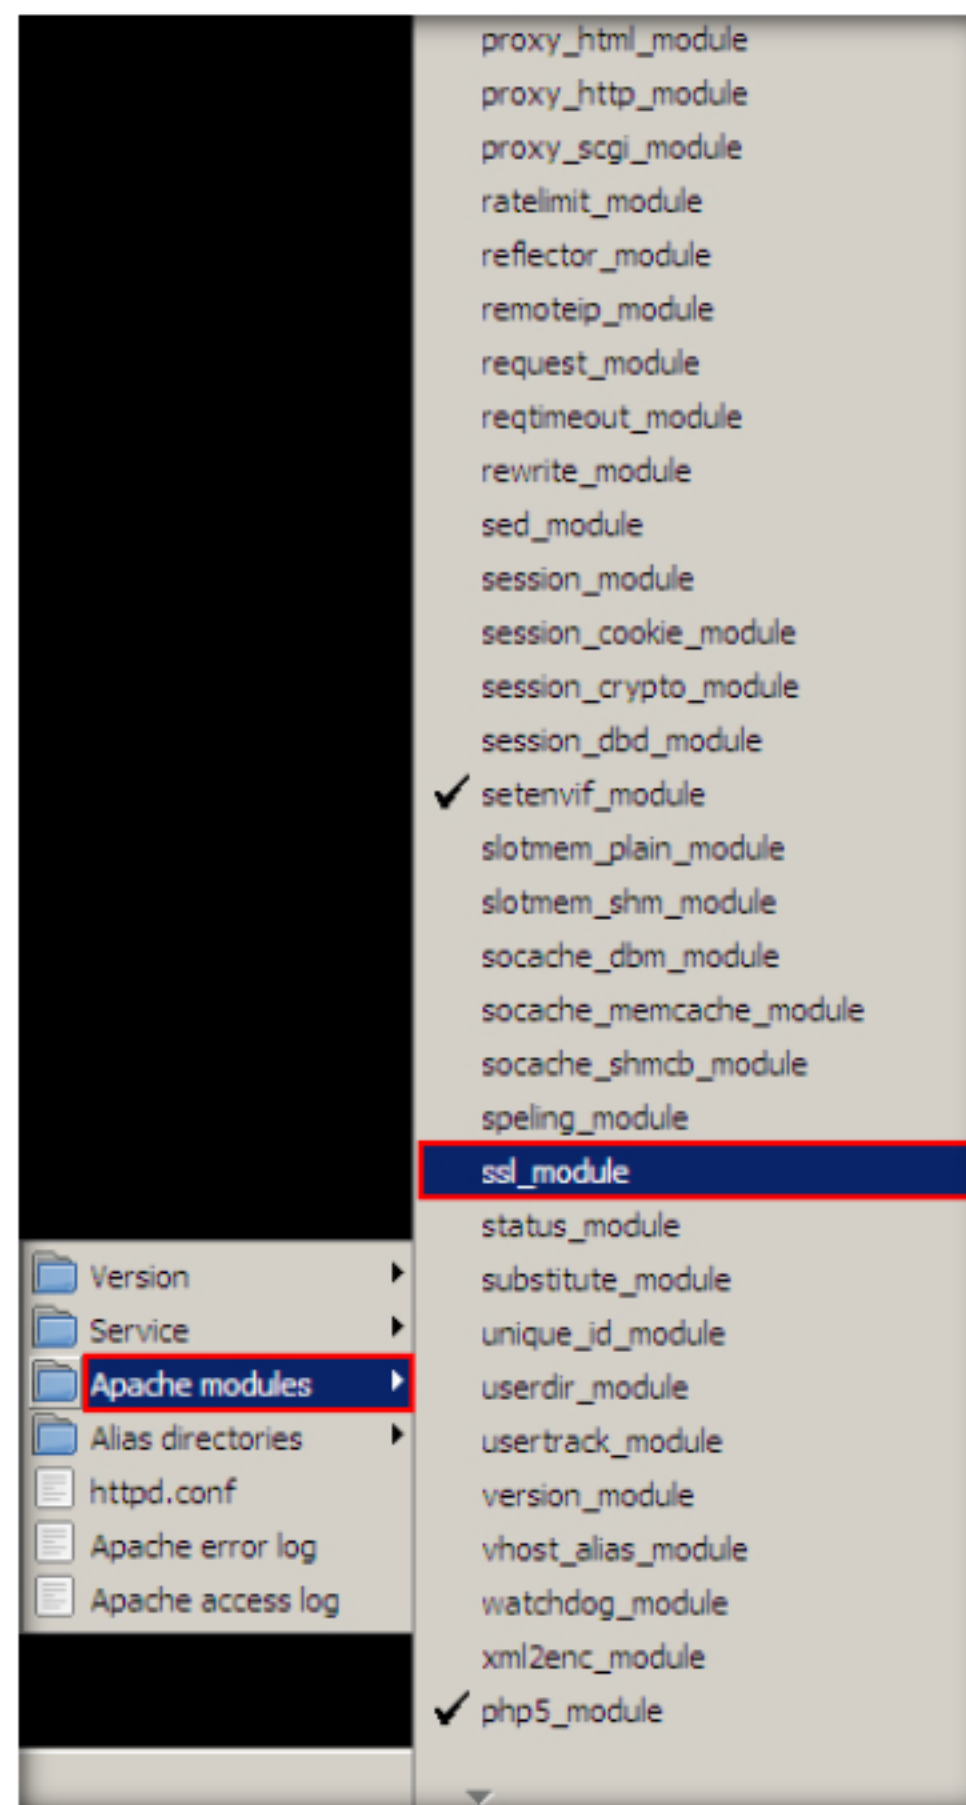 proxy_html_module
proxy_http_module
proxy_scgi_module
ratelimit_module
reflector_module
remoteip_module
request_module
reqtimeout_module
rewrite_module
sed_module
session_module
session_cookie_module
session_crypto_module
session_dbd_module
setenvif_module
slotmem_plain_module
slotmem_shm_module
socache_dbm_module
socache_memcache_module
socache_shmcb_module
speling_module
ssl_module
status_module
substitute_module
unique_id_module
userdir_module
usertrack_module
version_module
vhost_alias_module
watchdog_module
xml2enc_module
php5_module
Version
Service
Apache modules
Alias directories
httpd.conf
Apache error log
Apache access log